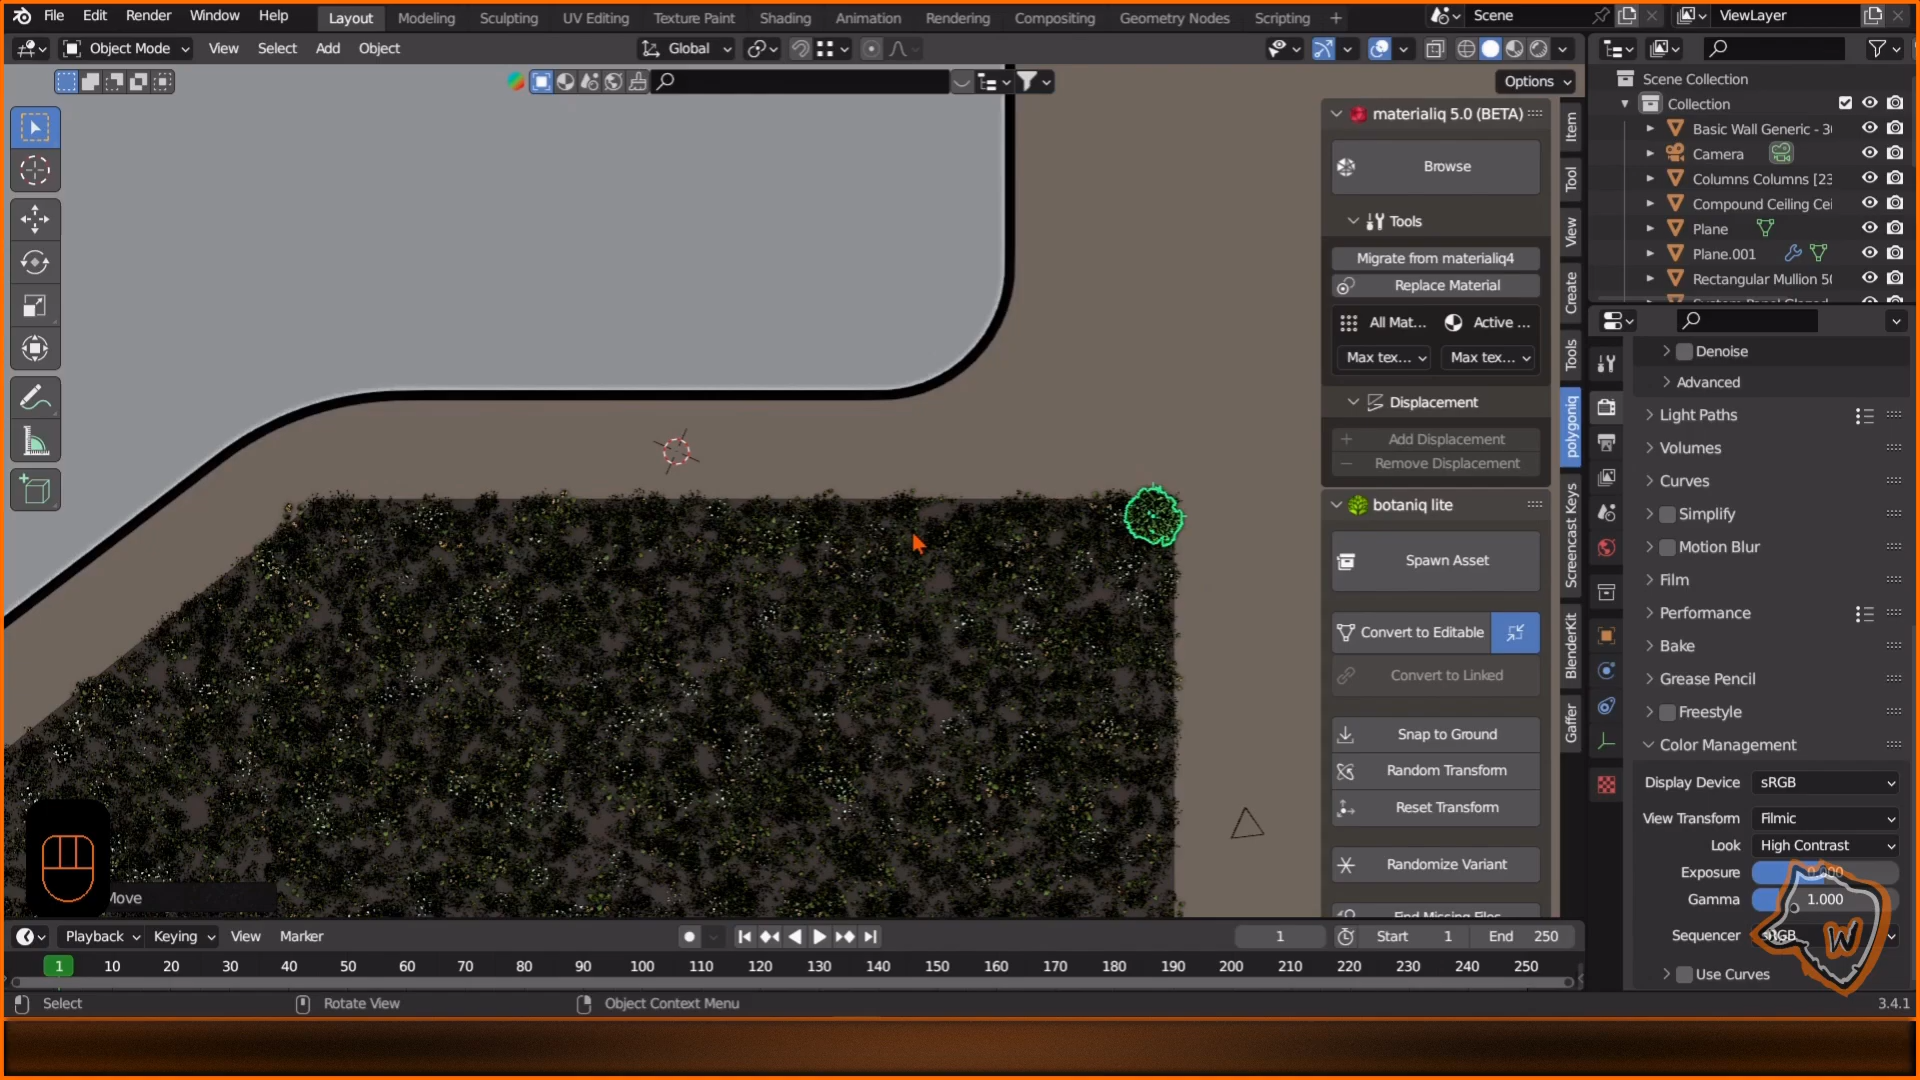 File Edit Render Window Help Layout Modeling Sculpting UV Editing Texture Paint Shading Animation Rendering Compositing Geometry Nodes Scripting + Scene ViewLayer
Object Mode View Select Add Object Global
Options
Scene Collection
Collection
Basic Wall Generic - 3
Camera
Columns Columns [23
Compound Ceiling Cei
Plane
Plane.001
Rectangular Mullion 5
materialiq 5.0 (BETA)
Browse
Tools
Migrate from materialiq4
Replace Material
All Mat... Active ...
Max tex... Max tex...
Displacement
Add Displacement
Remove Displacement
botaniq lite
Spawn Asset
Convert to Editable
Convert to Linked
Snap to Ground
Random Transform
Reset Transform
Randomize Variant
Find Missing Files
Item
Tool
View
Create
Tools
polygoniq
Screencast Keys
BlenderKit
Gaffer
Denoise
Advanced
Light Paths
Volumes
Curves
Simplify
Motion Blur
Film
Performance
Bake
Grease Pencil
Freestyle
Color Management
Display Device sRGB
View Transform Filmic
Look High Contrast
Exposure
Gamma 1.000
Sequencer sRGB
Use Curves
W
Move
Playback Keying View Marker 1 Start 1 End 250
1 10 20 30 40 50 60 70 80 90 100 110 120 130 140 150 160 170 180 190 200 210 220 230 240 250
Select Rotate View Object Context Menu 3.4.1